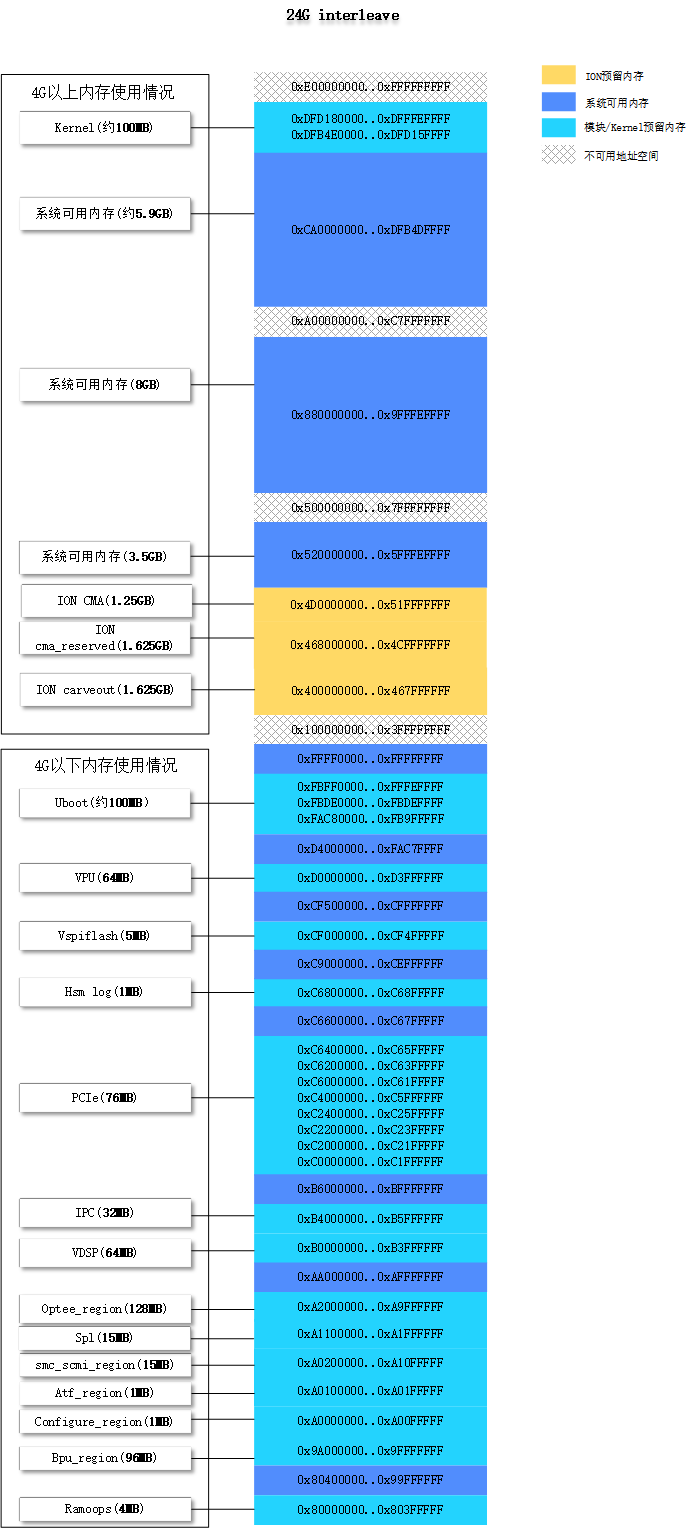 24G interleave
ION预留内存
系统可用内存
模块/Kernel预留内存
不可用地址空间
4G以上内存使用情况
0xE00000000..0xFFFFFFFFF
Kernel(约100MB)
0xDFD180000..0xDFFFEFFFF
0xDFB4E0000..0xDFD15FFFF
系统可用内存(约5.9GB)
0xCA0000000..0xDFB4DFFFF
0xA00000000..0xC7FFFFFFF
系统可用内存(8GB)
0x880000000..0x9FFFEFFFF
0x500000000..0x7FFFFFFFF
系统可用内存(3.5GB)
0x520000000..0x5FFFEFFFF
ION CMA(1.25GB)
0x4D0000000..0x51FFFFFFF
ION
cma_reserved(1.625GB)
0x468000000..0x4CFFFFFFF
ION carveout(1.625GB)
0x400000000..0x467FFFFFF
0x100000000..0x3FFFFFFFF
4G以下内存使用情况
0xFFFF0000..0xFFFFFFFF
Uboot(约100MB)
0xFBFF0000..0xFFFEFFFF
0xFBDE0000..0xFBDEFFFF
0xFAC80000..0xFB9FFFFF
0xD4000000..0xFAC7FFFF
VPU(64MB)
0xD0000000..0xD3FFFFFF
0xCF500000..0xCFFFFFFF
Vspiflash(5MB)
0xCF000000..0xCF4FFFFF
0xC9000000..0xCEFFFFFF
Hsm log(1MB)
0xC6800000..0xC68FFFFF
0xC6600000..0xC67FFFFF
PCIe(76MB)
0xC6400000..0xC65FFFFF
0xC6200000..0xC63FFFFF
0xC6000000..0xC61FFFFF
0xC4000000..0xC5FFFFFF
0xC2400000..0xC25FFFFF
0xC2200000..0xC23FFFFF
0xC2000000..0xC21FFFFF
0xC0000000..0xC1FFFFFF
0xB6000000..0xBFFFFFFF
IPC(32MB)
0xB4000000..0xB5FFFFFF
VDSP(64MB)
0xB0000000..0xB3FFFFFF
0xAA000000..0xAFFFFFFF
Optee_region(128MB)
0xA2000000..0xA9FFFFFF
Spl(15MB)
0xA1100000..0xA1FFFFFF
smc_scmi_region(15MB)
0xA0200000..0xA10FFFFF
Atf_region(1MB)
0xA0100000..0xA01FFFFF
Configure_region(1MB)
0xA0000000..0xA00FFFFF
Bpu_region(96MB)
0x9A000000..0x9FFFFFFF
0x80400000..0x99FFFFFF
Ramoops(4MB)
0x80000000..0x803FFFFF